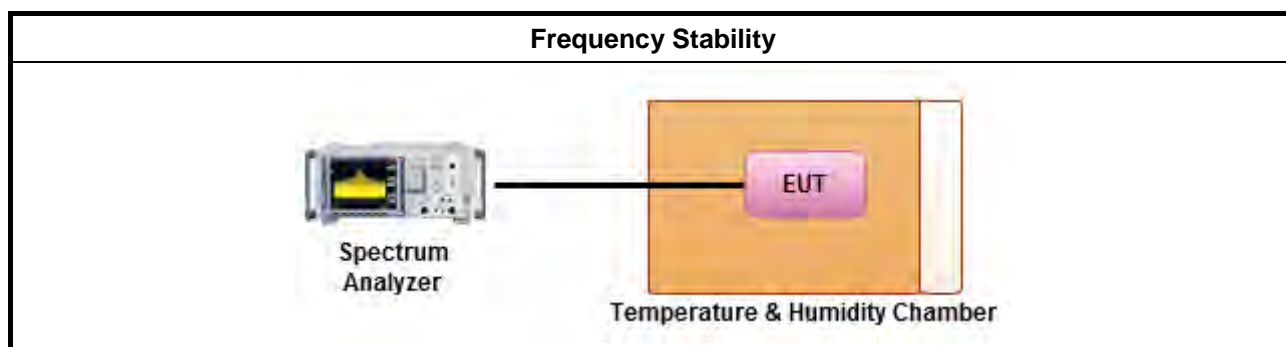 Frequency Stability
EUT
Spectrum
Analyzer
Temperature & Humidity Chamber